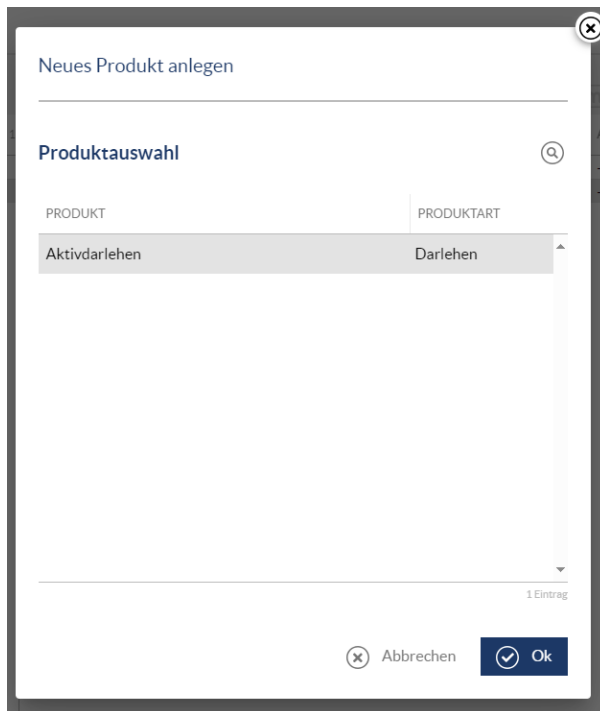 Neues Produkt anlegen
Produktauswahl
PRODUKT PRODUKTART
Aktivdarlehen Darlehen
1 Eintrag
Abbrechen Ok